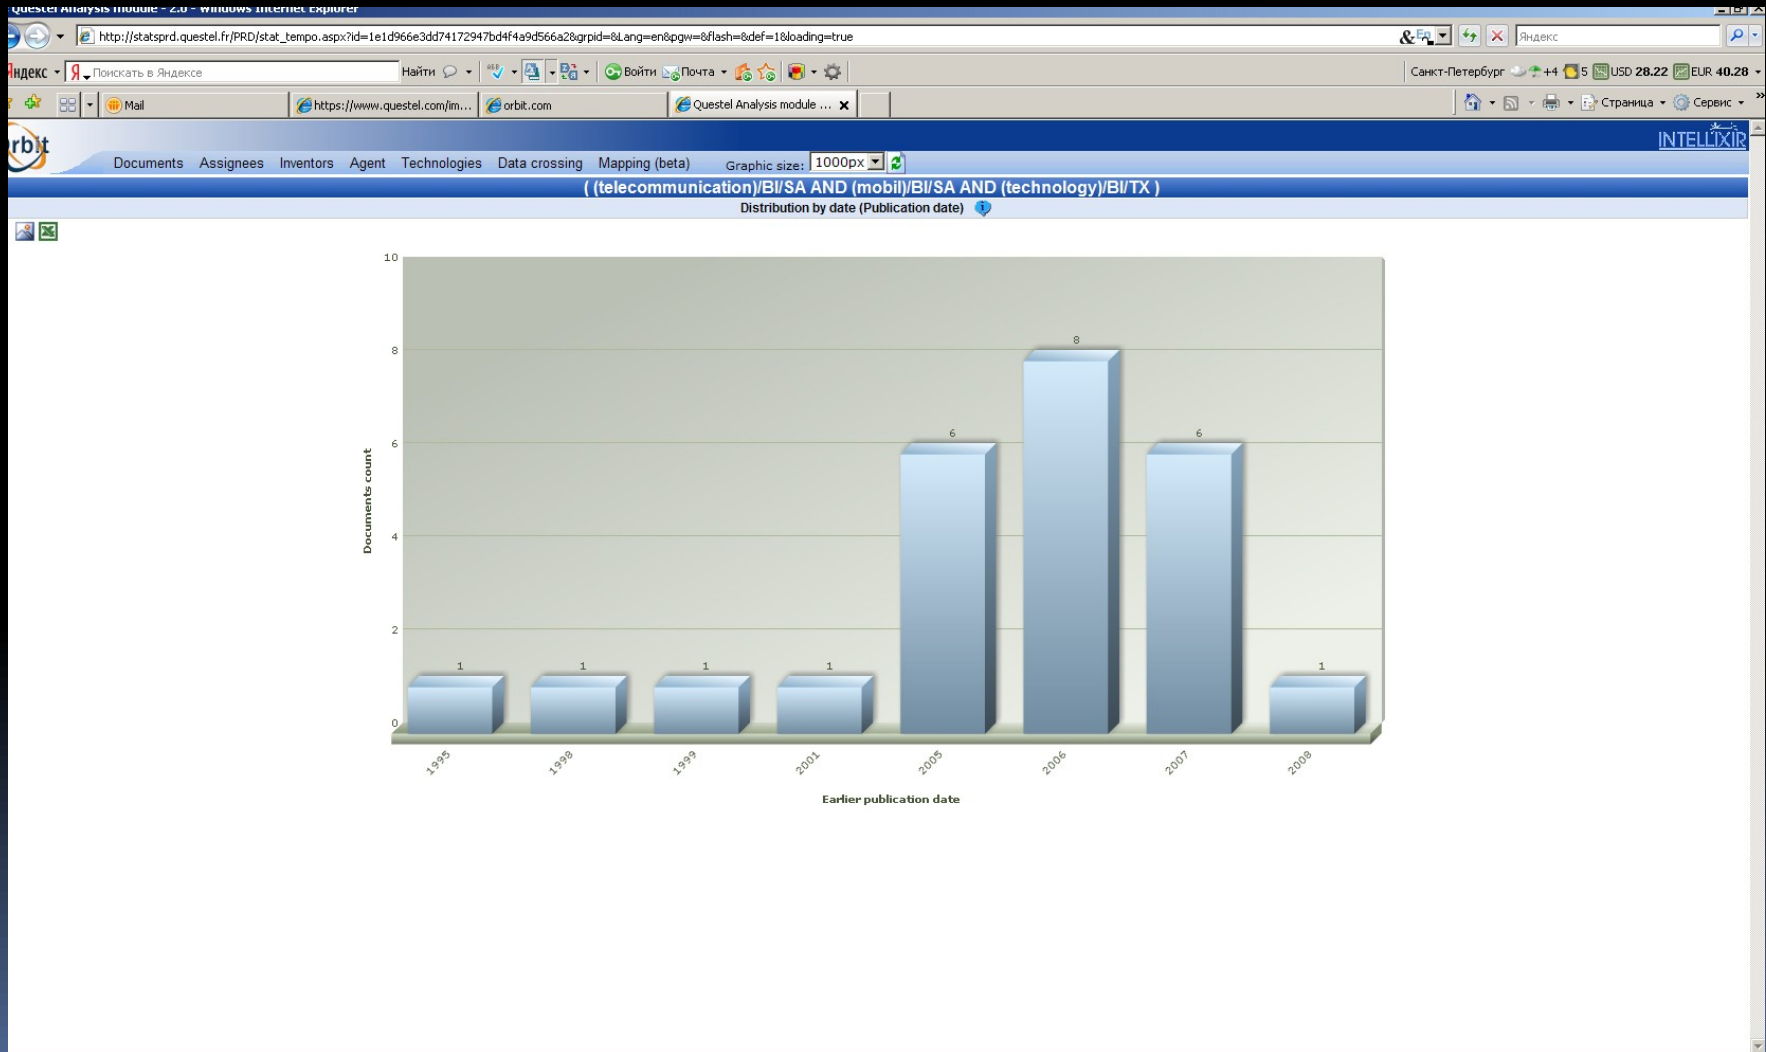 Questel Analysis module - 2.0 - Windows Internet Explorer
http://statsprd.questel.fr/PRD/stat_tempo.aspx?id=1e1d966e3dd74172947bd4f4a9d566a2&grpid=&Lang=en&pgw=&flash=&def=1&loading=true
Яндекс
Яндекс Я Поискать в Яндексе Найти Войти Почта Санкт-Петербург +4 5 USD 28.22 EUR 40.28
Mail https://www.questel.com/im... orbit.com Questel Analysis module ... Страница Сервис
rbit INTELLIXIR
Documents Assignees Inventors Agent Technologies Data crossing Mapping (beta) Graphic size: 1000px
( (telecommunication)/BI/SA AND (mobil)/BI/SA AND (technology)/BI/TX )
Distribution by date (Publication date)
10
8
8
6
6
6
Documents count
4
2
1 1 1 1 1
0
1995 1998 1999 2001 2005 2006 2007 2008
Earlier publication date